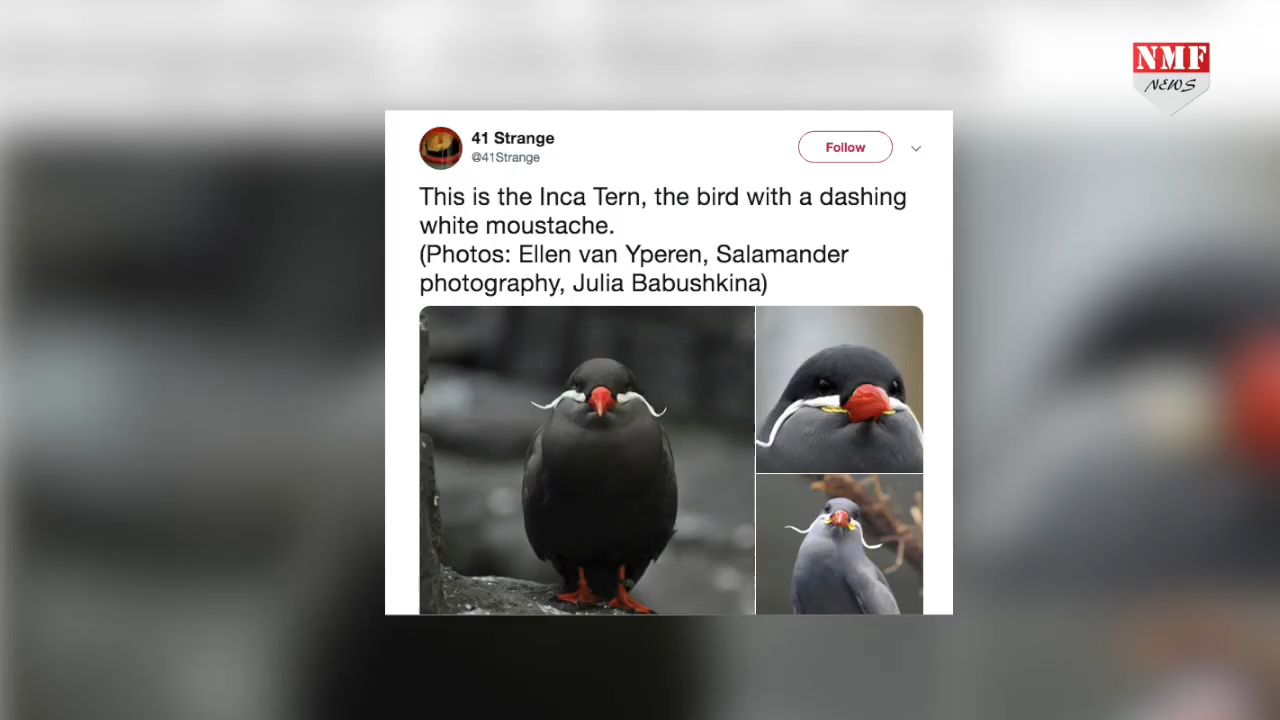 NMF
NEWS
41 Strange
@41Strange
Follow
This is the Inca Tern, the bird with a dashing
white moustache.
(Photos: Ellen van Yperen, Salamander
photography, Julia Babushkina)